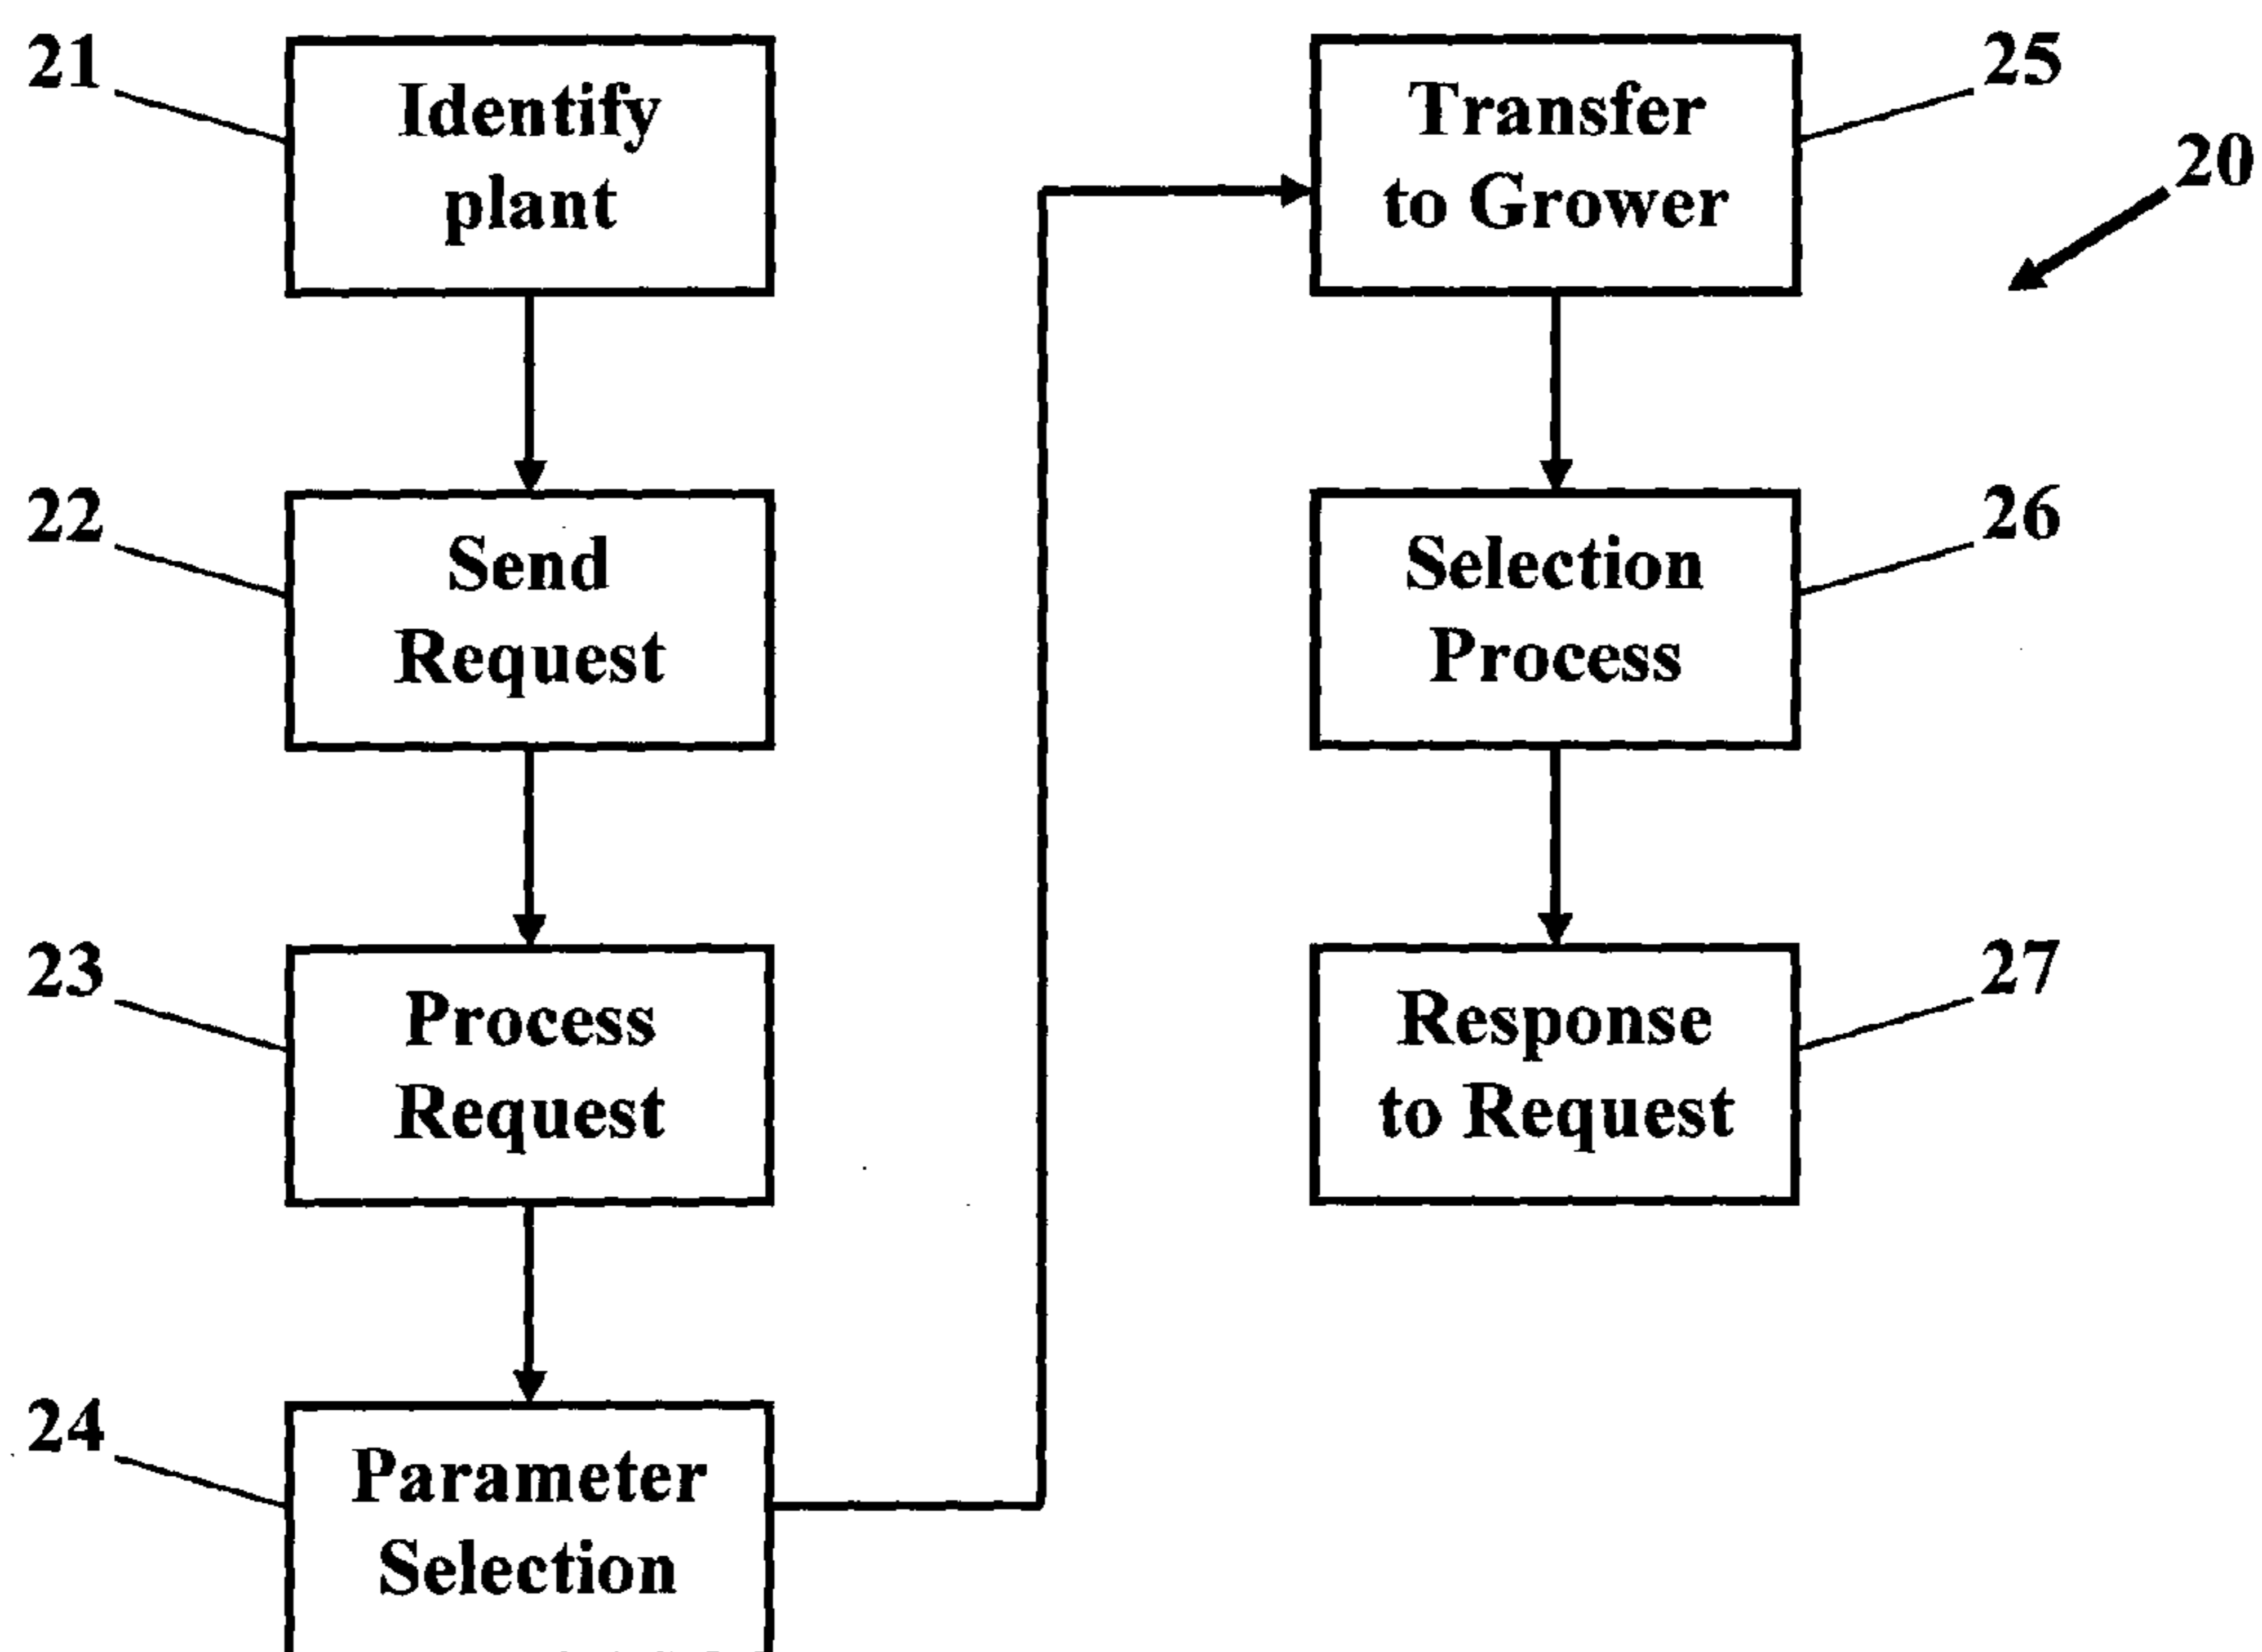 21
Identify
plant
22
Send
Request
23
Process
Request
24
Parameter
Selection
25
Transfer
to Grower
20
26
Selection
Process
27
Response
to Request